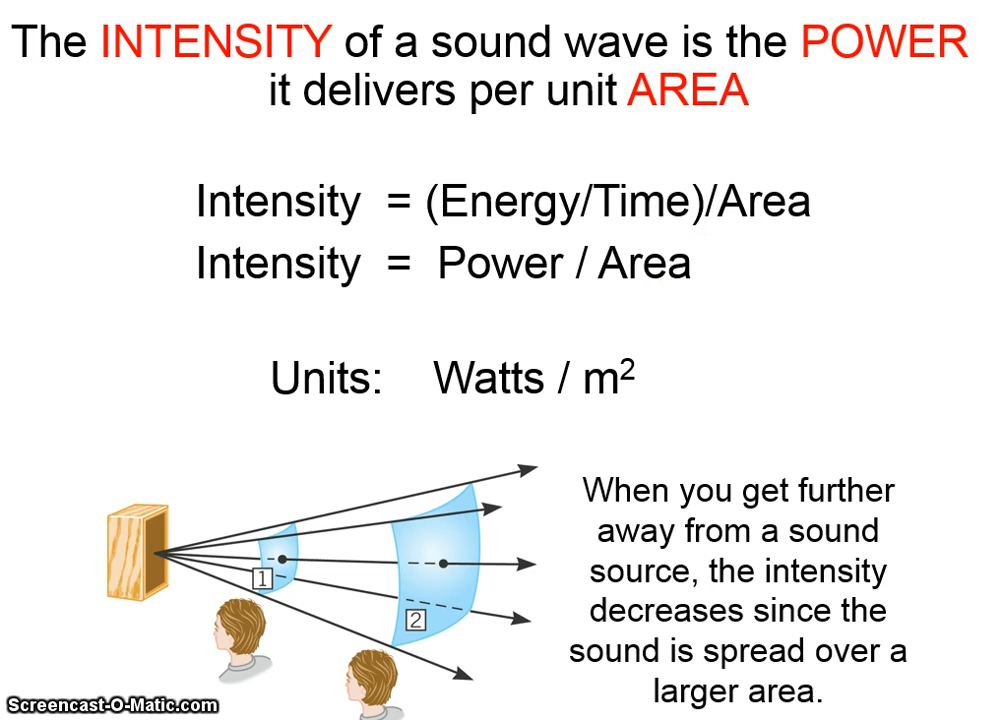 The INTENSITY of a sound wave is the POWER
it delivers per unit AREA
Intensity = (Energy/Time)/Area
Intensity = Power / Area
Units: Watts / m²
1
2
When you get further
away from a sound
source, the intensity
decreases since the
sound is spread over a
larger area.
Screencast-O-Matic.com